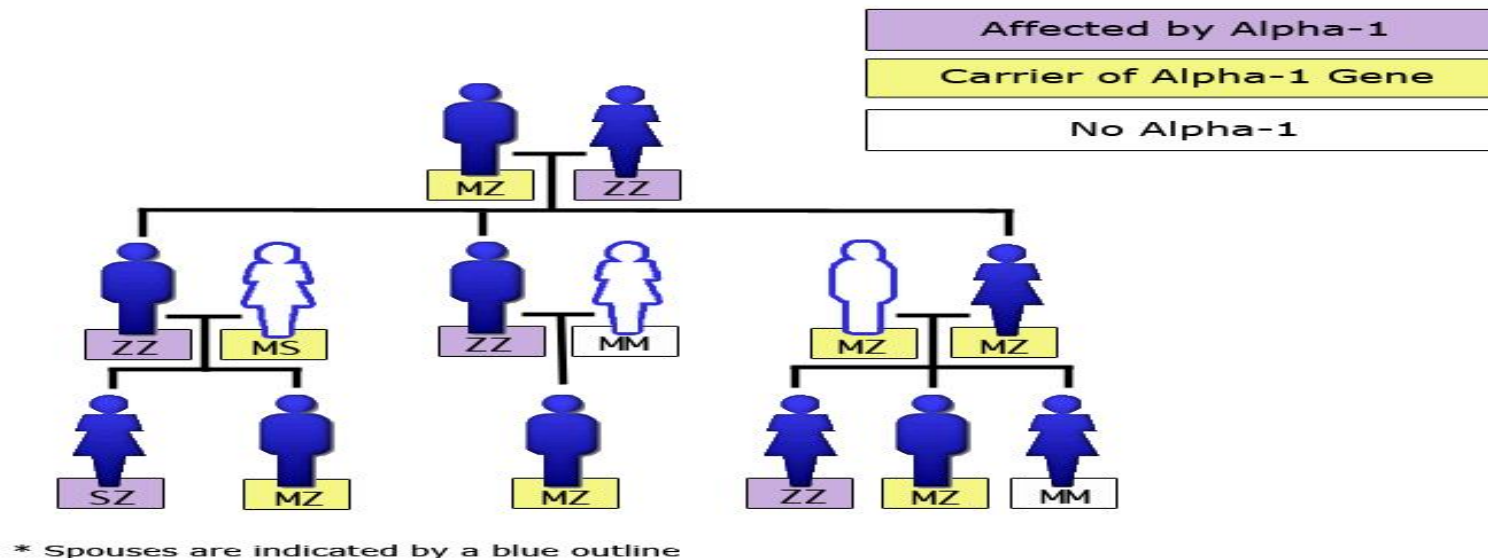 Affected by Alpha-1
Carrier of Alpha-1 Gene
No Alpha-1
MZ ZZ
ZZ MS ZZ MM MZ MZ
SZ MZ MZ ZZ MZ MM
* Spouses are indicated by a blue outline